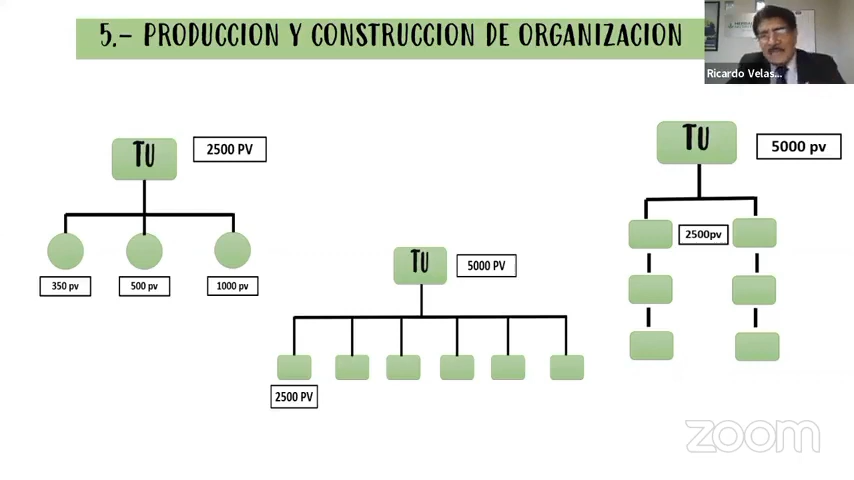 5.- PRODUCCION Y CONSTRUCCION DE ORGANIZACION
Ricardo Velas...
TU
2500 PV
350 pv
500 pv
1000 pv
TU
5000 PV
2500 PV
TU
5000 pv
2500pv
zoom